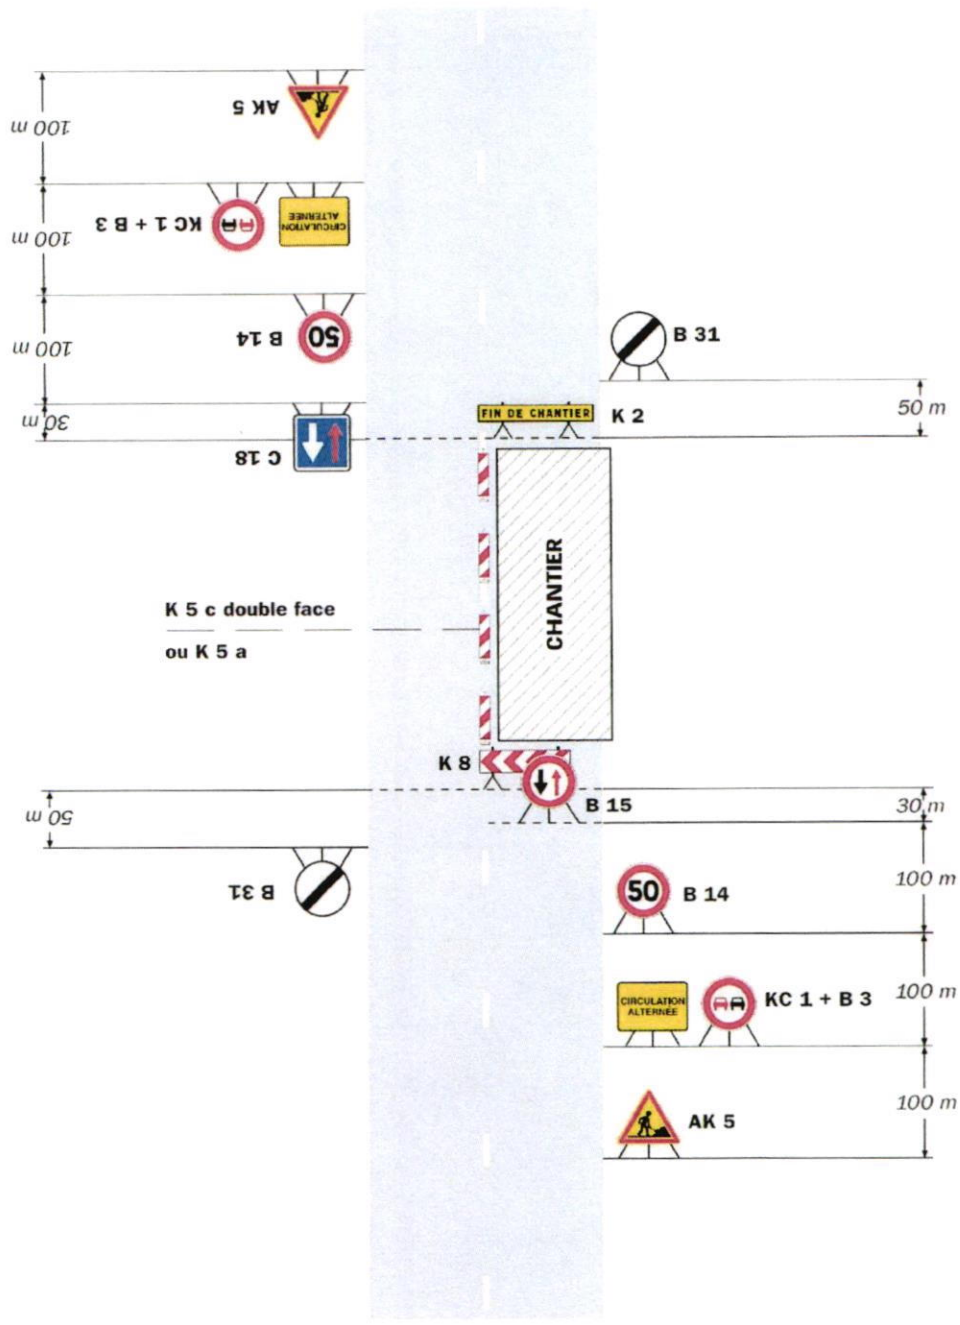 AK 5
100 m
KC 1 + B 3
CIRCULATION
ALTERNÉE
100 m
B 14
50
100 m
B 31
30 m
C 18
FIN DE CHANTIER
K 2
50 m
CHANTIER
K 5 c double face
ou K 5 a
K 8
B 15
30 m
50 m
B 31
50
B 14
100 m
CIRCULATION
ALTERNÉE
KC 1 + B 3
100 m
AK 5
100 m